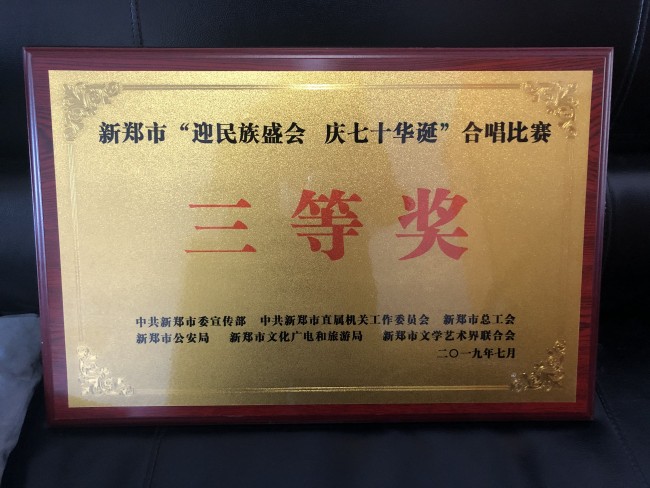 新郑市“迎民族盛会 庆七十华诞”合唱比赛
三等奖
中共新郑市委宣传部 中共新郑市直属机关工作委员会 新郑市总工会
新郑市公安局 新郑市文化广电和旅游局 新郑市文学艺术界联合会
二〇一九年七月